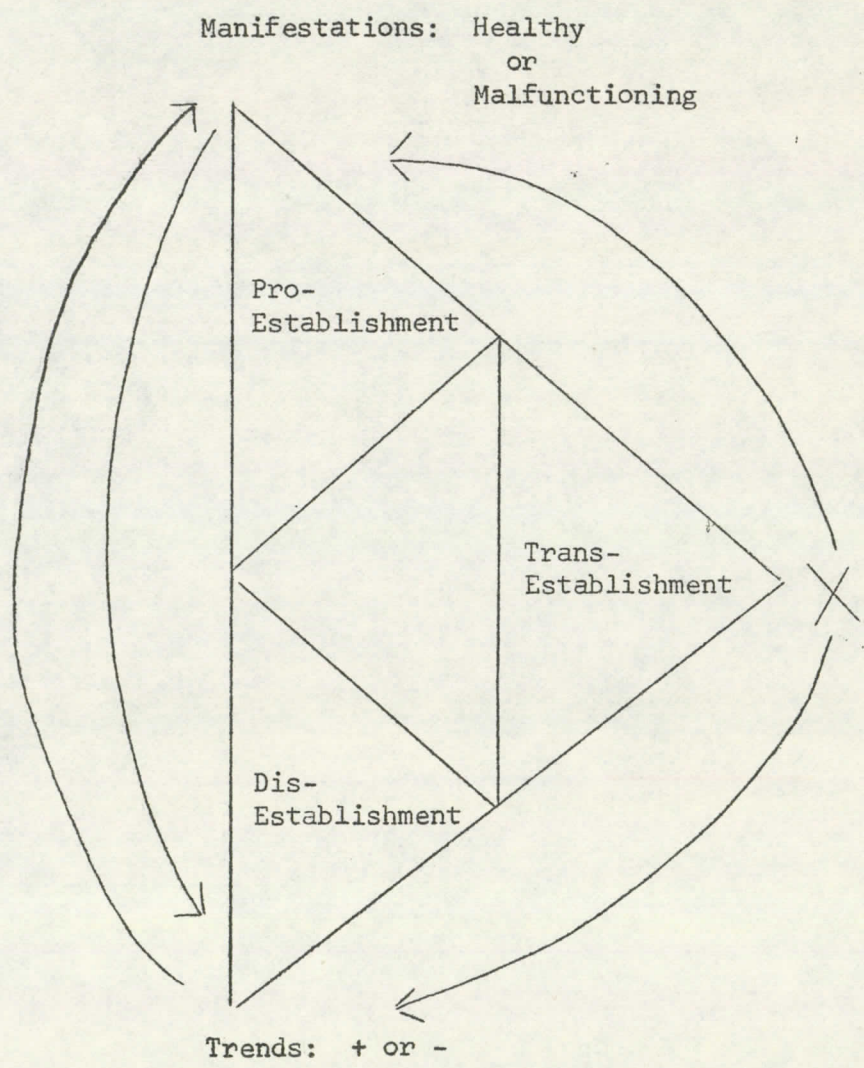 Manifestations: Healthy
or
Malfunctioning
Pro-
Establishment
Trans-
Establishment
Dis-
Establishment
Trends: + or -